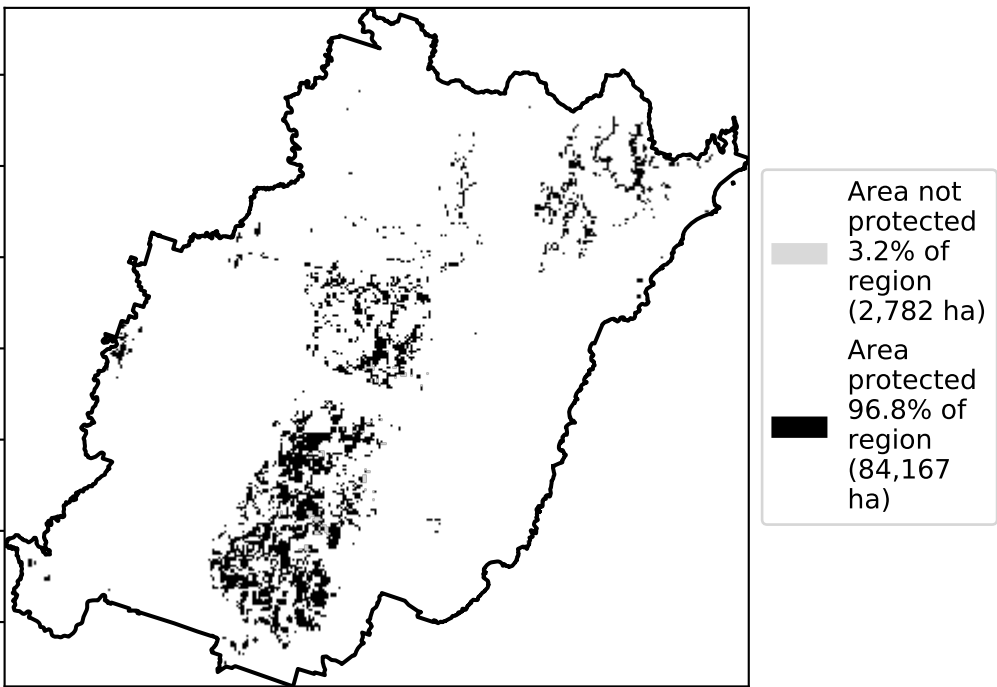 Area not
protected
3.2% of
region
(2,782 ha)
Area
protected
96.8% of
region
(84,167
ha)